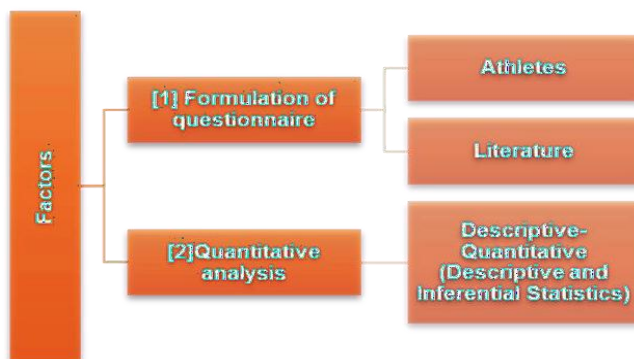 Factors
[1] Formulation of
questionnaire
Athletes
Literature
[2]Quantitative
analysis
Descriptive-
Quantitative
(Descriptive and
Inferential Statistics)